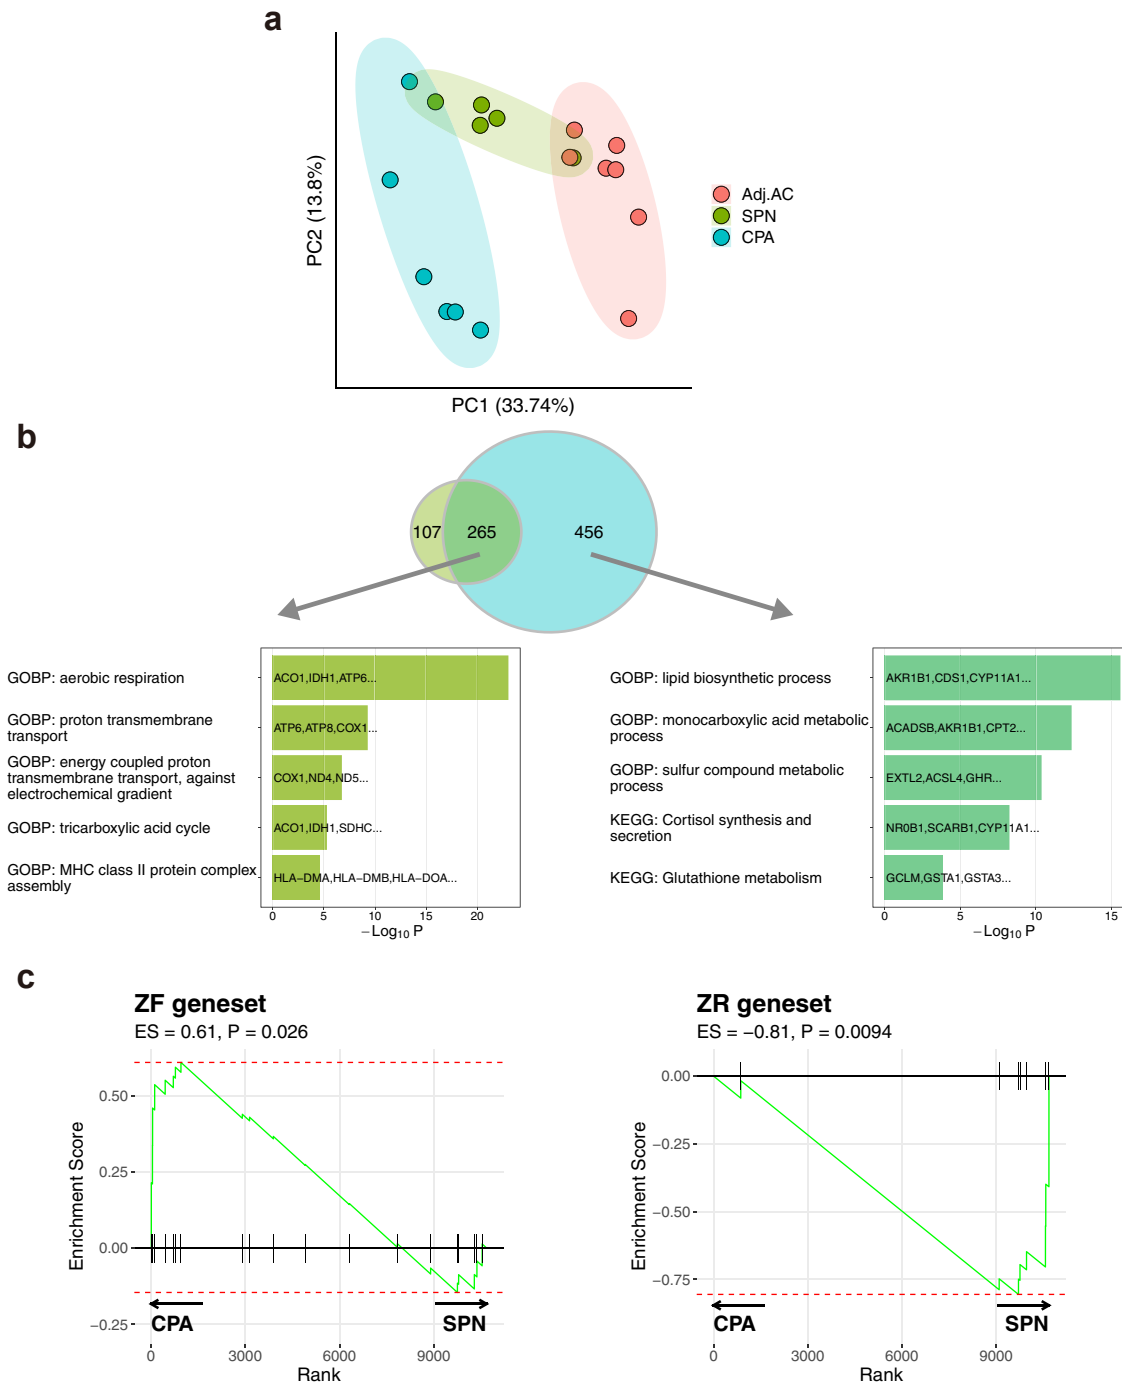 a
PC2 (13.8%)
PC1 (33.74%)
Adj.AC
SPN
CPA
b
107
265
456
GOBP: aerobic respiration
GOBP: proton transmembrane
transport
GOBP: energy coupled proton
transmembrane transport, against
electrochemical gradient
GOBP: tricarboxylic acid cycle
GOBP: MHC class II protein complex
assembly
ACO1,IDH1,ATP6...
ATP6,ATP8,COX1...
COX1,ND4,ND5...
ACO1,IDH1,SDHC...
HLA−DMA,HLA−DMB,HLA−DOA...
0 5 10 15 20
−Log10 P
GOBP: lipid biosynthetic process
GOBP: monocarboxylic acid metabolic
process
GOBP: sulfur compound metabolic
process
KEGG: Cortisol synthesis and
secretion
KEGG: Glutathione metabolism
AKR1B1,CDS1,CYP11A1...
ACADSB,AKR1B1,CPT2...
EXTL2,ACSL4,GHR...
NR0B1,SCARB1,CYP11A1...
GCLM,GSTA1,GSTA3...
0 5 10 15
−Log10 P
c
ZF geneset
ES = 0.61, P = 0.026
Enrichment Score
0.50
0.25
0.00
−0.25
CPA
SPN
0 3000 6000 9000
Rank
ZR geneset
ES = −0.81, P = 0.0094
Enrichment Score
0.00
−0.25
−0.50
−0.75
CPA
SPN
0 3000 6000 9000
Rank